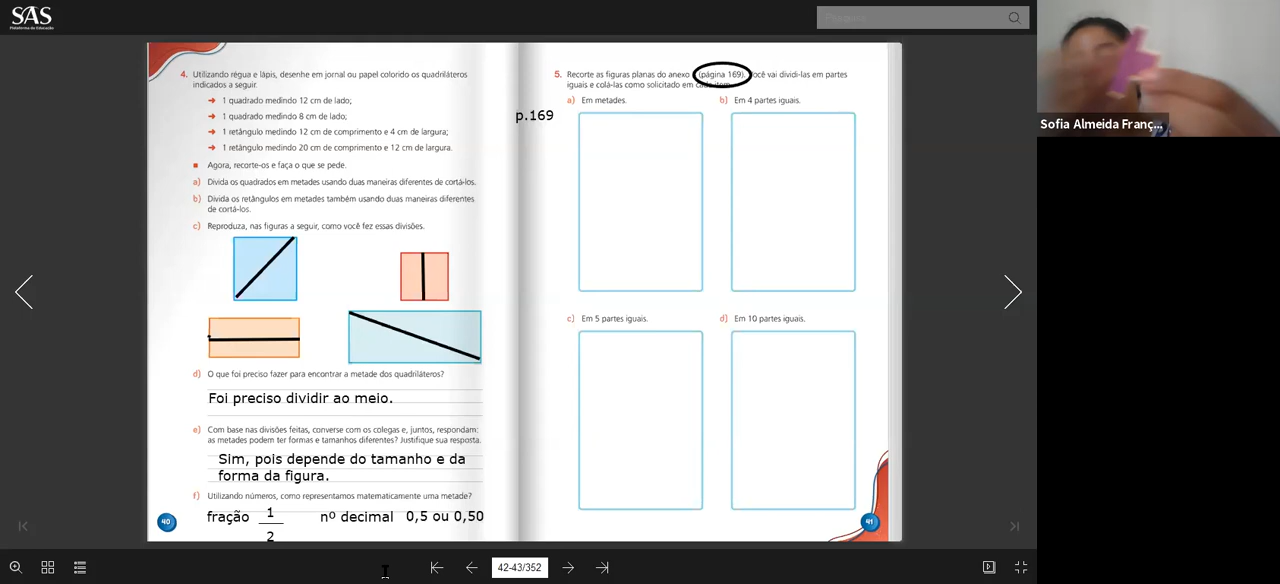 SAS
Plataforma de Educação
Pesquisar
Sofia Almeida Franç...
4. Utilizando régua e lápis, desenhe em jornal ou papel colorido os quadriláteros
indicados a seguir.
➔ 1 quadrado medindo 12 cm de lado;
➔ 1 quadrado medindo 8 cm de lado;
➔ 1 retângulo medindo 12 cm de comprimento e 4 cm de largura;
➔ 1 retângulo medindo 20 cm de comprimento e 12 cm de largura.
■ Agora, recorte-os e faça o que se pede.
a) Divida os quadrados em metades usando duas maneiras diferentes de cortá-los.
b) Divida os retângulos em metades também usando duas maneiras diferentes
de cortá-los.
c) Reproduza, nas figuras a seguir, como você fez essas divisões.
d) O que foi preciso fazer para encontrar a metade dos quadriláteros?
Foi preciso dividir ao meio.
e) Com base nas divisões feitas, converse com os colegas e, juntos, respondam:
as metades podem ter formas e tamanhos diferentes? Justifique sua resposta.
Sim, pois depende do tamanho e da
forma da figura.
f) Utilizando números, como representamos matematicamente uma metade?
fração 1/2 nº decimal 0,5 ou 0,50
40
5. Recorte as figuras planas do anexo (página 169). Você vai dividi-las em partes
iguais e colá-las como solicitado em cada item.
p.169
a) Em metades.
b) Em 4 partes iguais.
c) Em 5 partes iguais.
d) Em 10 partes iguais.
41
42-43/352